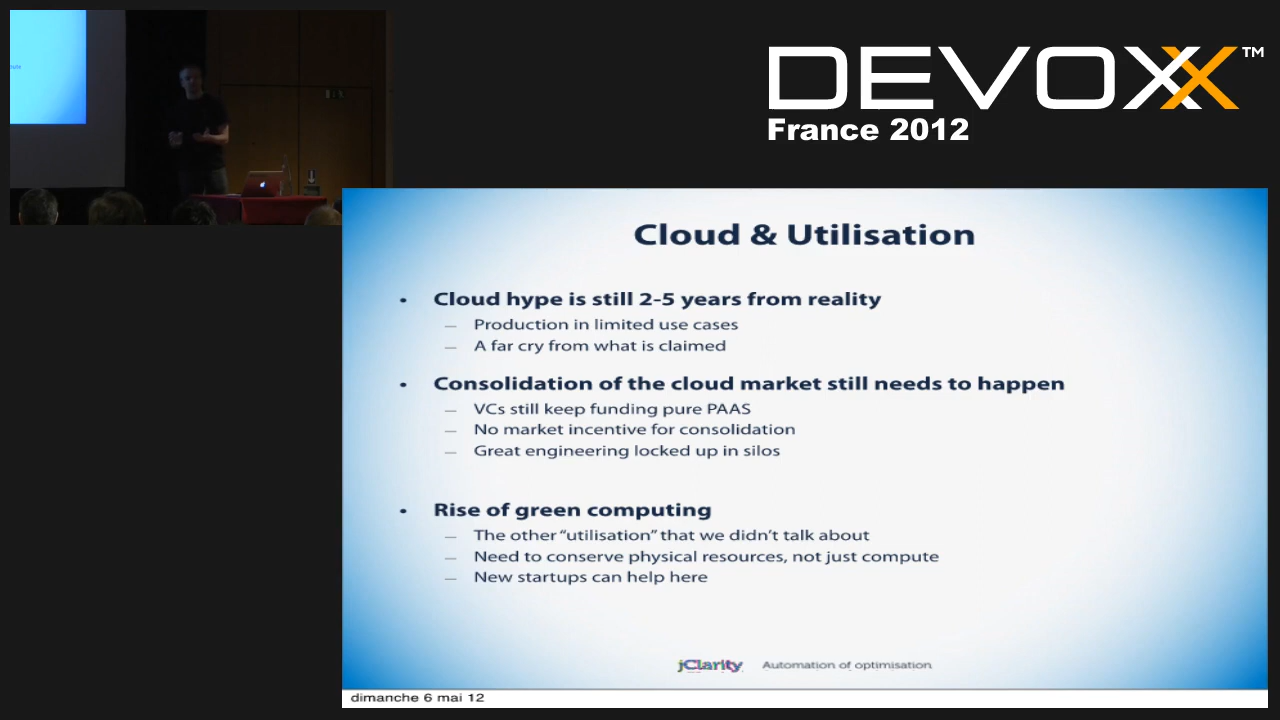 DEVOXX™
France 2012
Cloud & Utilisation
• Cloud hype is still 2-5 years from reality
— Production in limited use cases
— A far cry from what is claimed
• Consolidation of the cloud market still needs to happen
— VCs still keep funding pure PAAS
— No market incentive for consolidation
— Great engineering locked up in silos
• Rise of green computing
— The other “utilisation” that we didn’t talk about
— Need to conserve physical resources, not just compute
— New startups can help here
jClarity Automation of optimisation
dimanche 6 mai 12